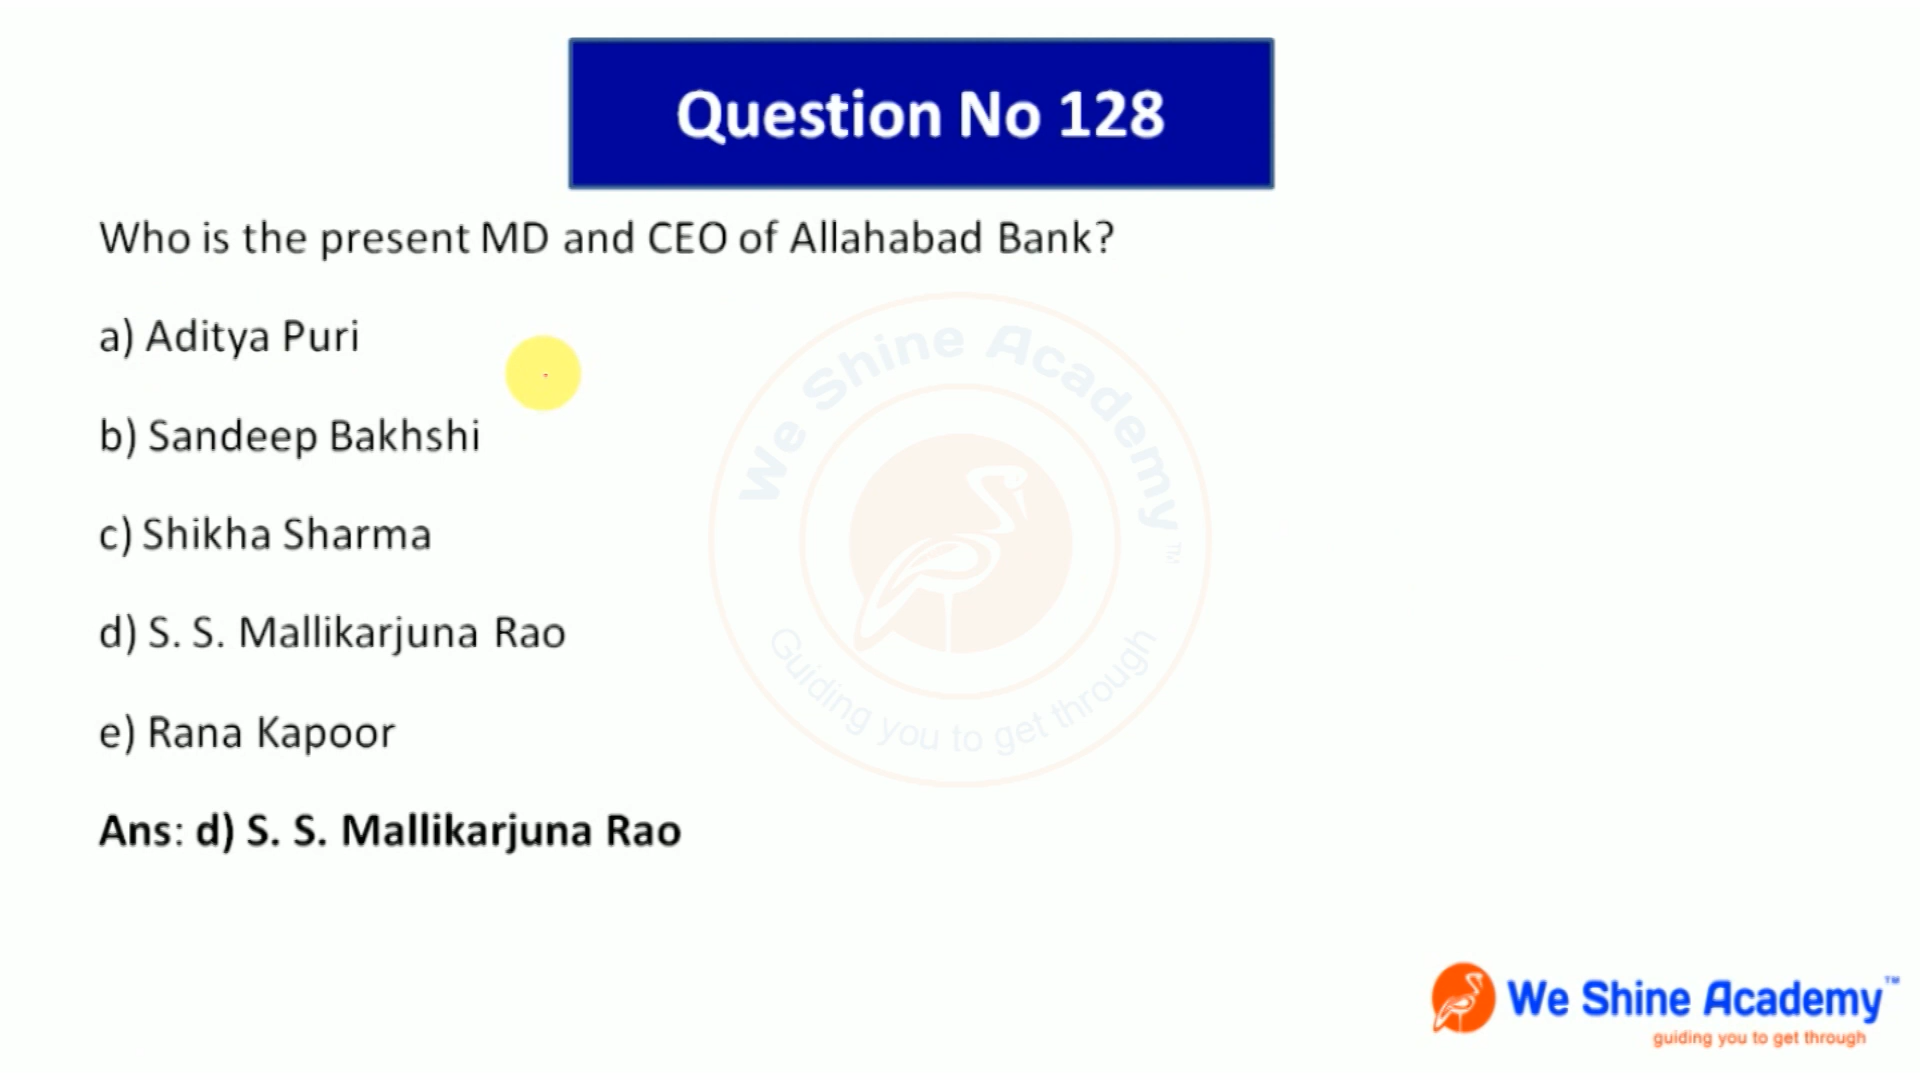 Question No 128
Who is the present MD and CEO of Allahabad Bank?
a) Aditya Puri
b) Sandeep Bakhshi
c) Shikha Sharma
d) S. S. Mallikarjuna Rao
e) Rana Kapoor
Ans: d) S. S. Mallikarjuna Rao
We Shine Academy™
Guiding you to get through
We Shine Academy™
guiding you to get through